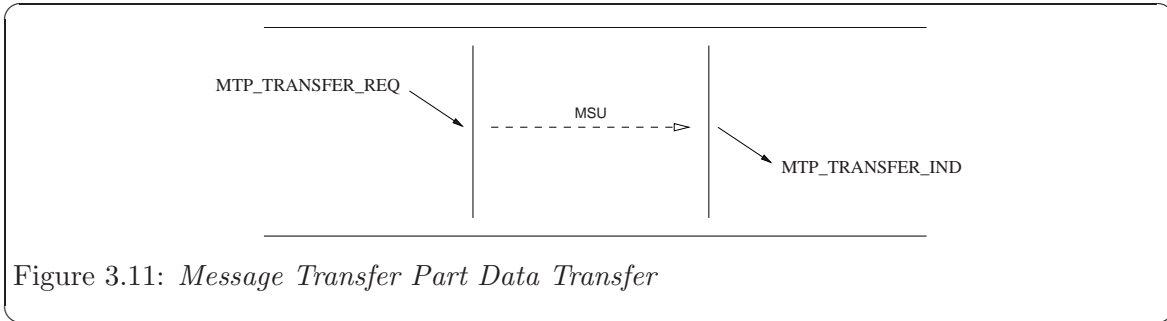 MTP_TRANSFER_REQ
MSU
MTP_TRANSFER_IND
Figure 3.11: Message Transfer Part Data Transfer